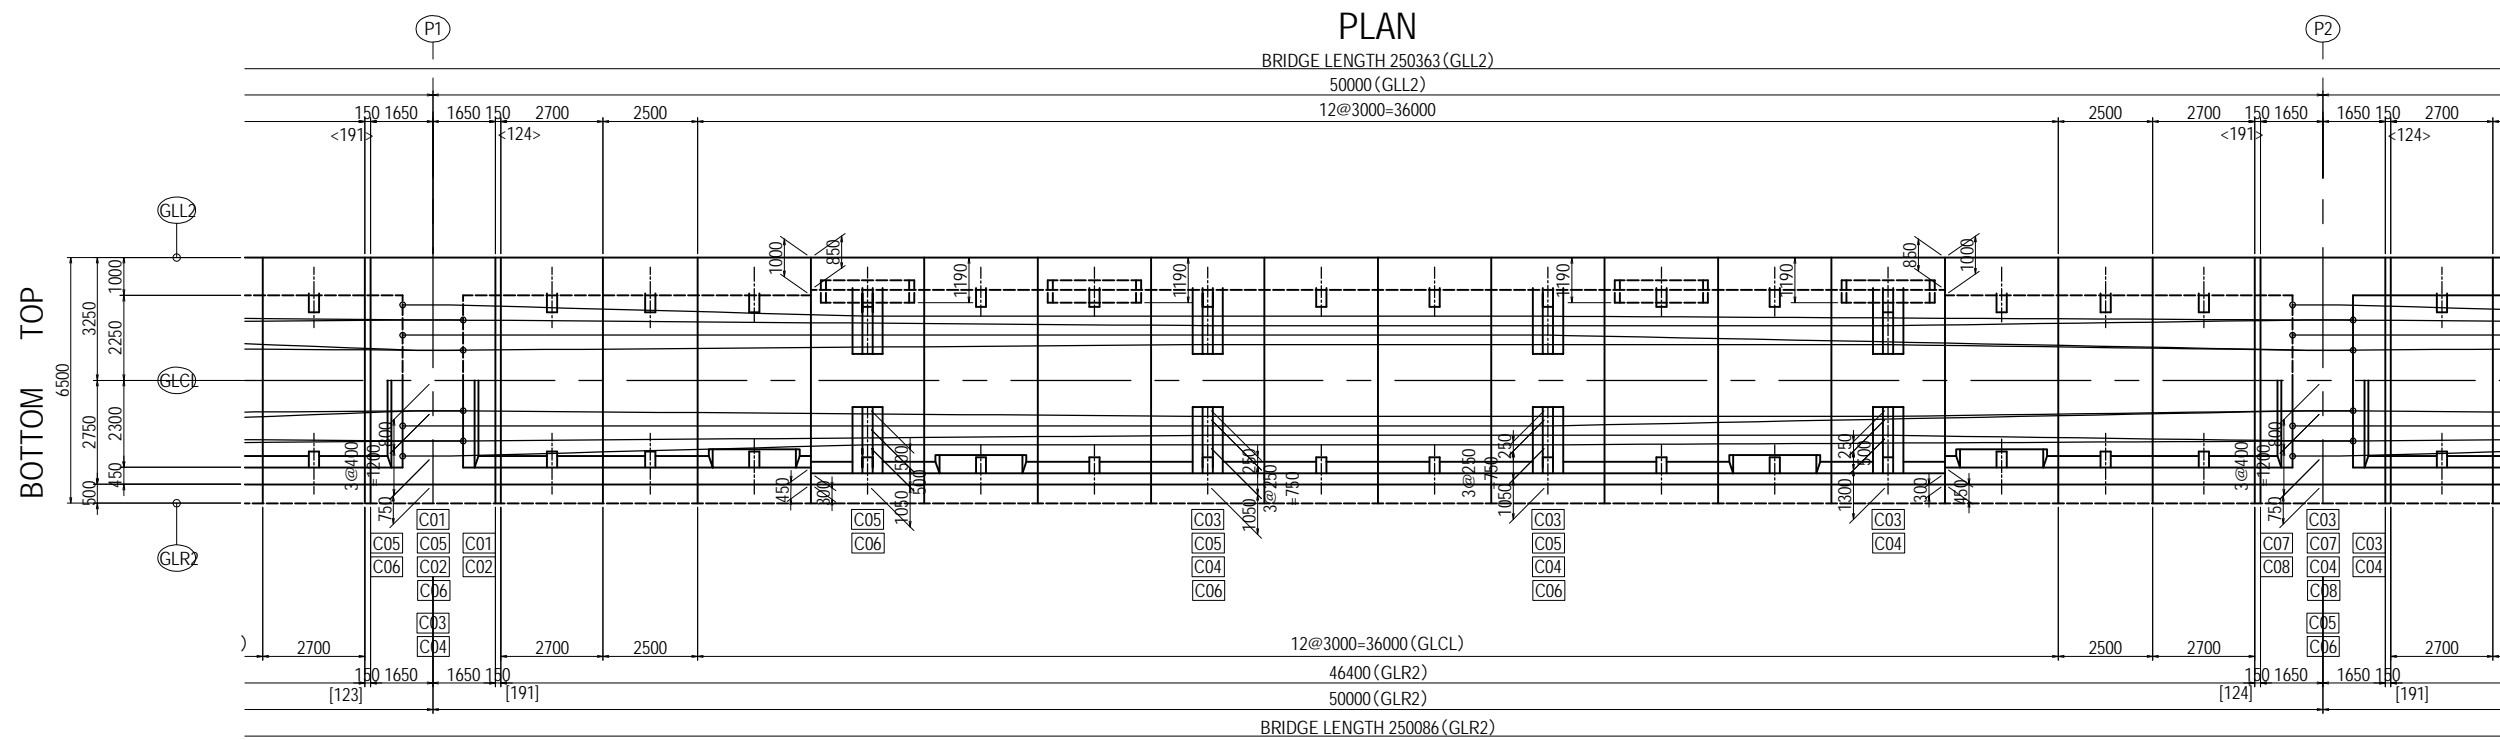 PLAN
P1
P2
BRIDGE LENGTH 250363(GLL2)
50000(GLL2)
12@3000=36000
150 1650
1650 150
2700
2500
2500
2700
150 1650
1650 150
2700
<191>
<124>
<191>
<124>
GLL2
GLCL
GLR2
TOP
BOTTOM
6500
3250
2750
500
1000
2250
2300
450
1000
850
1190
1190
1190
1190
850
1000
3@400
=1200
800
750
450
300
500
1050
500
250
1050
3@250
=750
3@250
=750
250
1050
250
500
1300
300
450
3@400
=1200
800
750
C01
C05 C05 C01
C06 C02 C02
C06
C03
C04
C05
C06
C03
C05
C04
C06
C03
C05
C04
C06
C03
C04
C03
C07 C07 C03
C08 C04 C04
C08
C05
C06
)
2700
2700
2500
12@3000=36000(GLCL)
2500
2700
2700
150 1650
1650 150
46400(GLR2)
150 1650
1650 150
[123]
[191]
[124]
[191]
50000(GLR2)
BRIDGE LENGTH 250086(GLR2)